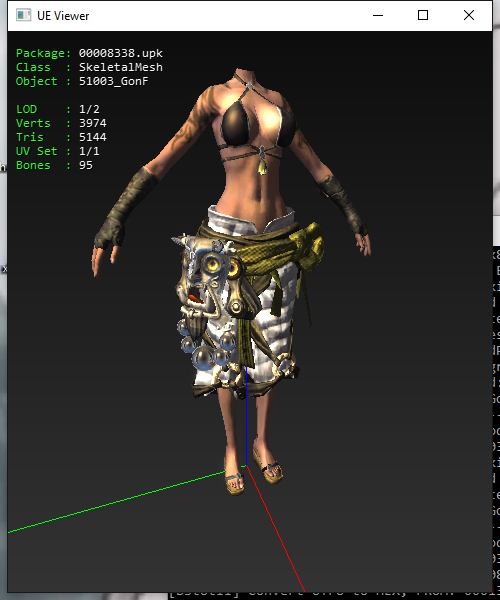 UE Viewer
Package: 00008338.upk
Class : SkeletalMesh
Object : 51003_GonF
LOD : 1/2
Verts : 3974
Tris : 5144
UV Set : 1/1
Bones : 95